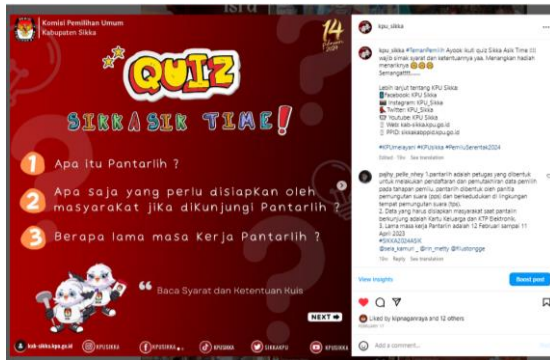 Komisi Pemilihan Umum
Kabupaten Sikka
14
Februari
2024
QUIZ
SIKKASIK TIME!
1 Apa itu Pantarlih ?
2 Apa saja yang perlu disiapkan oleh
masyarakat jika dikunjungi Pantarlih ?
3 Berapa lama masa Kerja Pantarlih ?
Baca Syarat dan Ketentuan Kuis
NEXT
kab-sikka.kpu.go.id
KPUSIKKA
KPUSIKKA
KPUSIKKA
SIKKAKPU
KPUSIKKA
kpu_sikka
kpu_sikka #TemanPemilih Ayoook ikuti quiz Sikka Asik Time !!!
wajib simak syarat dan ketentuannya yaa. Menangkan hadiah
menariknya
Semangatttt......
Lebih lanjut tentang KPU Sikka:
Facebook: KPU Sikka
Instagram: KPU_Sikka
Twitter: KPU_Sikka
Youtube: KPU Sikka
Web: kab-sikka.kpu.go.id
PPID: sikkakabppid.kpu.go.id
#KPUmelayani #KPUsikka #PemiluSerentak2024
Edited · See translation
1.pantarlih adalah petugas yang dibentuk
untuk melakukan pendaftaran dan pemutakhiran data pemilih
pada tahapan pemilu. pantarlih dibentuk oleh panitia
pemungutan suara (pps) dan berkedudukan di lingkungan
tempat pemungutan suara (tps).
2. Data yang harus disiapkan masyarakat saat pantarlih
berkunjung adalah Kartu Keluarga dan KTP Elektronik.
3. Lama masa kerja Pantarlih adalah 12 Februari sampai 11
April 2023
#SIKKA2024ASIK
Reply See translation
View Insights
Boost post
Liked by kipnaganraya and 12 others
Add a comment...